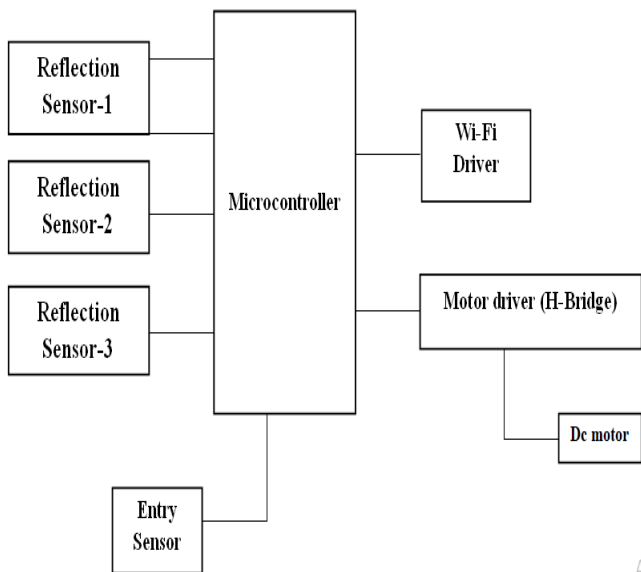 Reflection
Sensor-1
Reflection
Sensor-2
Reflection
Sensor-3
Microcontroller
Wi-Fi
Driver
Motor driver (H-Bridge)
Dc motor
Entry
Sensor